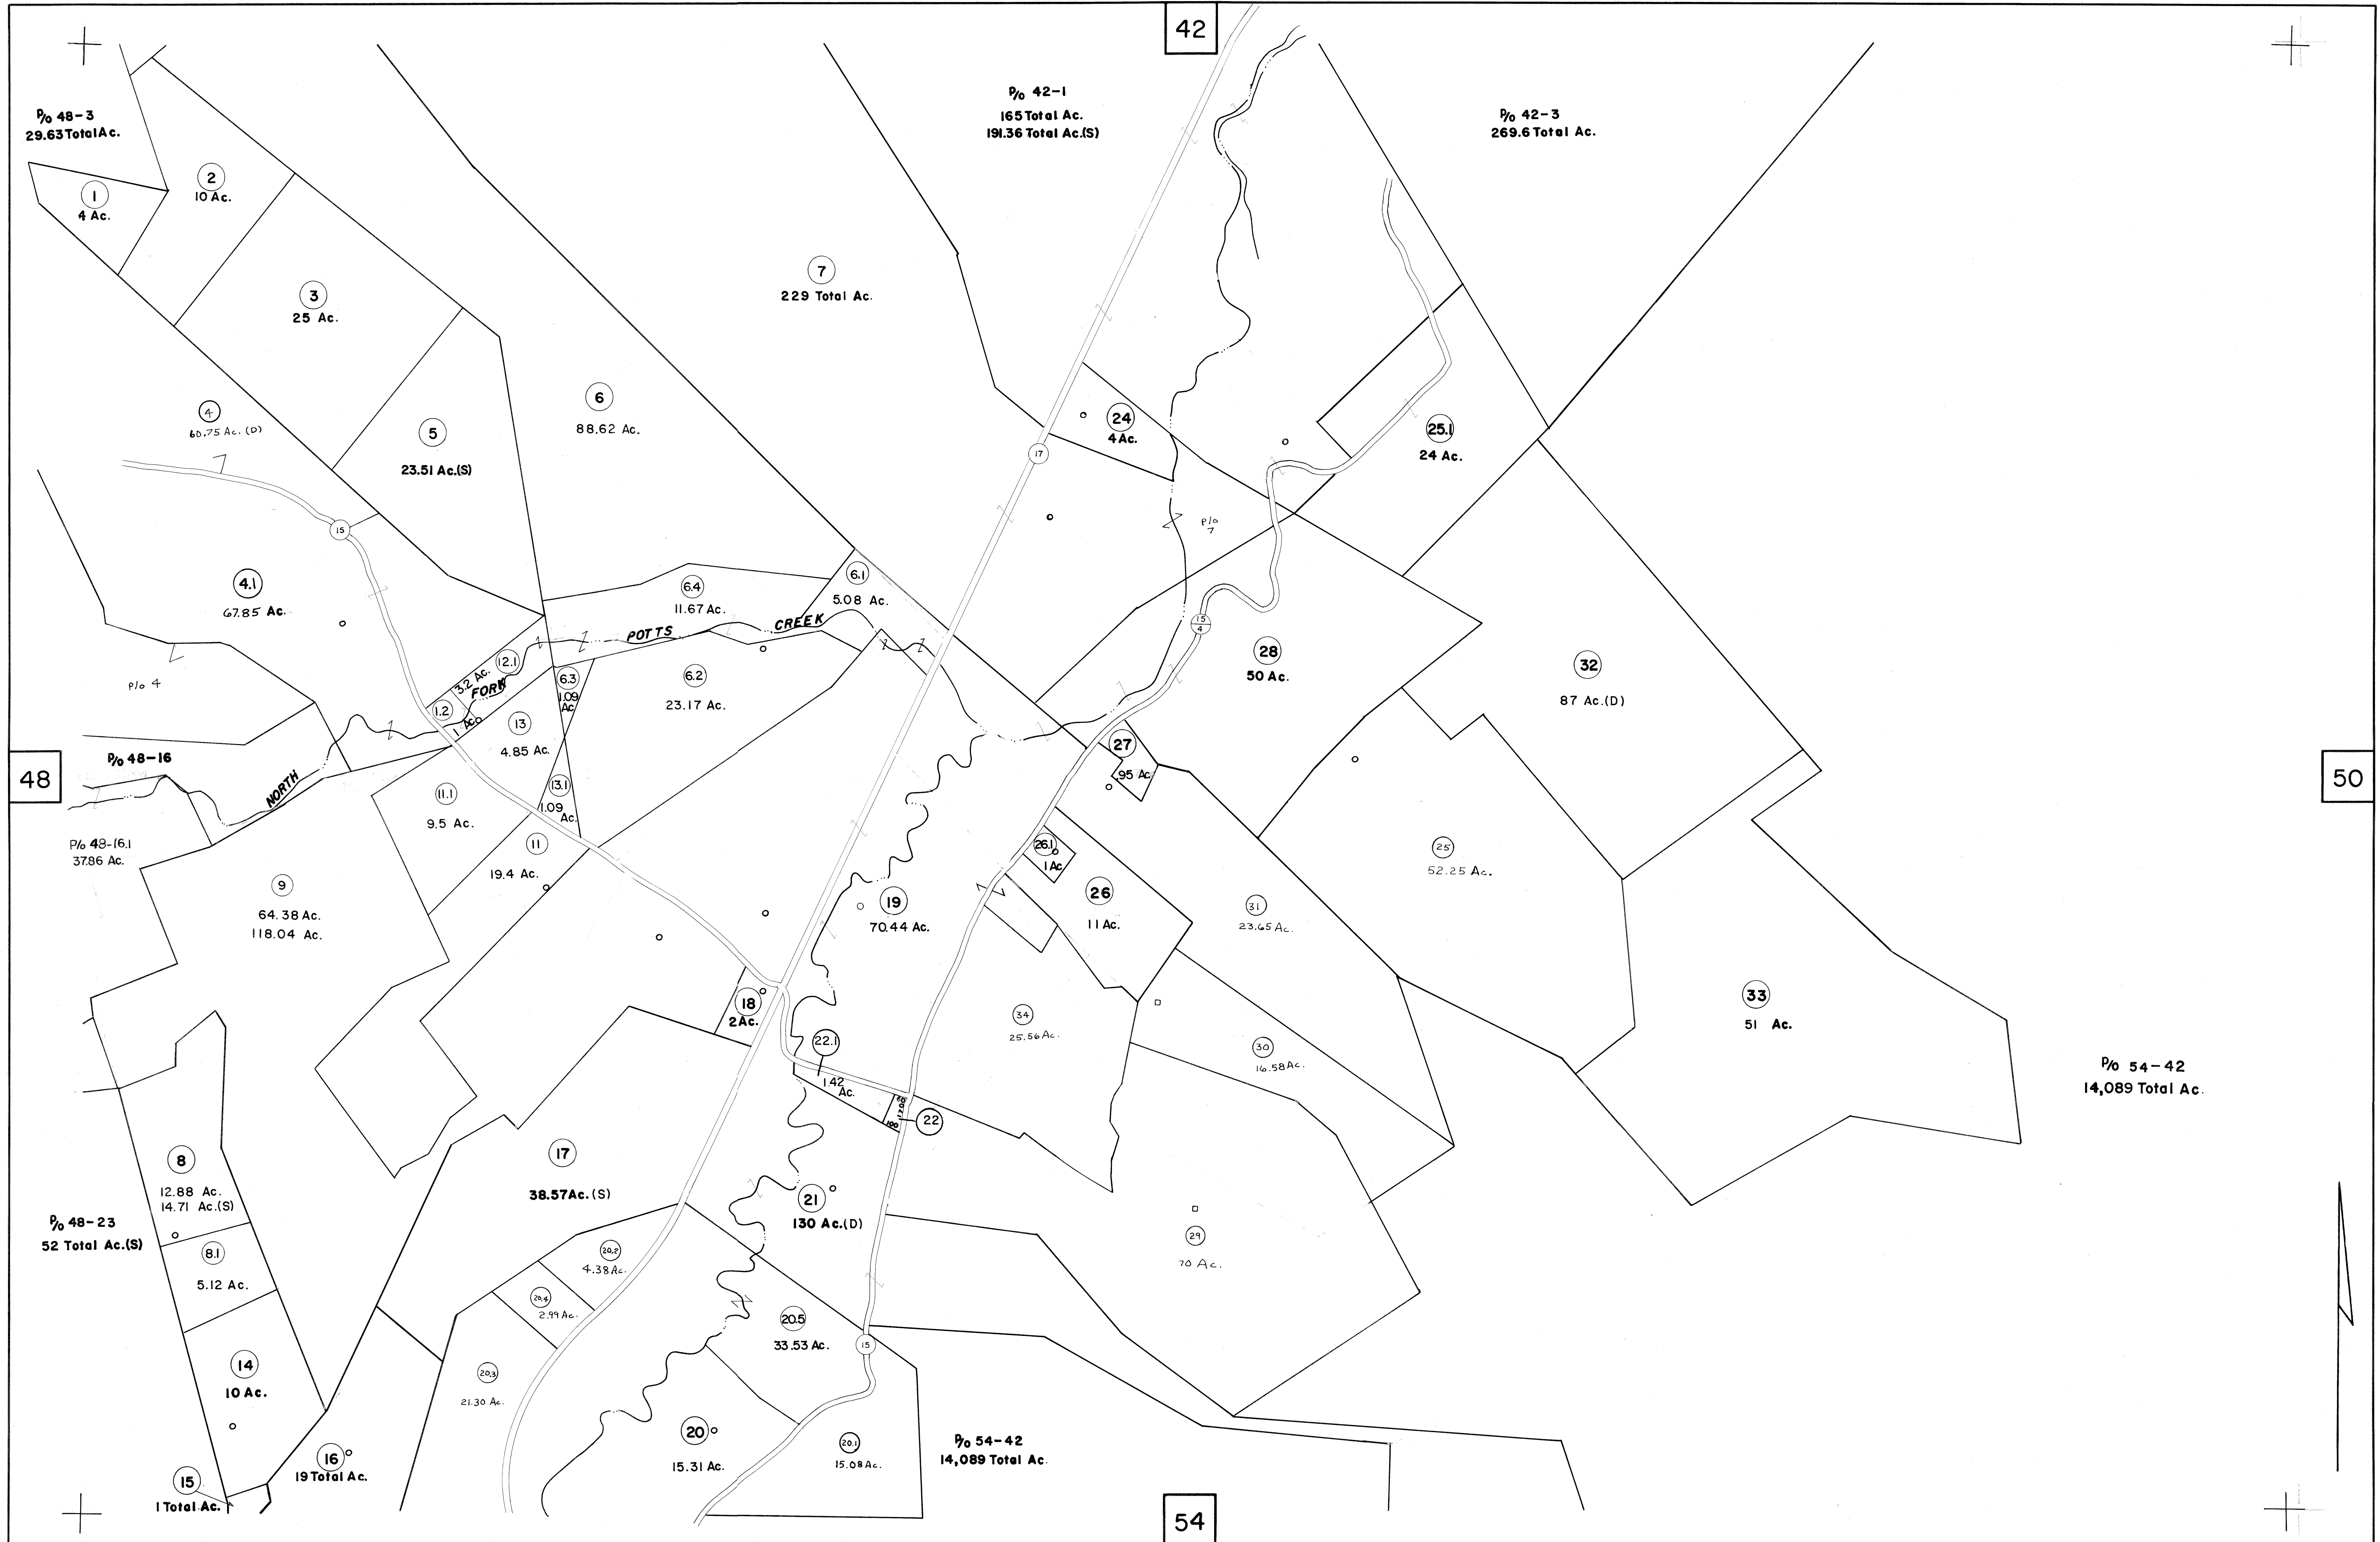 42
P/o 48-3
29.63 Total Ac.
P/o 42-1
165 Total Ac.
191.36 Total Ac.(S)
P/o 42-3
269.6 Total Ac.
1
4 Ac.
2
10 Ac.
3
25 Ac.
7
229 Total Ac.
4
60.75 Ac. (D)
5
23.51 Ac.(S)
6
88.62 Ac.
24
4 Ac.
25.1
24 Ac.
17
15
P/o
7
4.1
67.85 Ac.
6.4
11.67 Ac.
6.1
5.08 Ac.
POTTS
CREEK
15
4
P/o 4
12.1
3.2 Ac.
FORK
6.3
1.09
Ac
6.2
23.17 Ac.
28
50 Ac.
32
87 Ac.(D)
1.2
1 Ac.
13
4.85 Ac.
27
.95 Ac
48
P/o 48-16
NORTH
50
11.1
9.5 Ac.
13.1
1.09
Ac.
P/o 48-16.1
37.86 Ac.
11
19.4 Ac.
26.1
1 Ac
25
52.25 Ac.
9
64.38 Ac.
118.04 Ac.
19
70.44 Ac.
26
11 Ac.
31
23.65 Ac.
18
2 Ac.
34
25.56 Ac.
33
51 Ac.
22.1
1.42
Ac.
30
16.58 Ac.
P/o 54-42
14,089 Total Ac.
100
22
8
12.88 Ac.
14.71 Ac.(S)
17
38.57 Ac.(S)
21
130 Ac.(D)
P/o 48-23
52 Total Ac.(S)
8.1
5.12 Ac.
20.2
4.38 Ac.
29
70 Ac.
20.4
2.99 Ac.
20.5
33.53 Ac.
15
14
10 Ac.
20.3
21.30 Ac.
20
15.31 Ac.
20.1
15.08 Ac.
P/o 54-42
14,089 Total Ac.
16
19 Total Ac.
15
1 Total Ac.
54